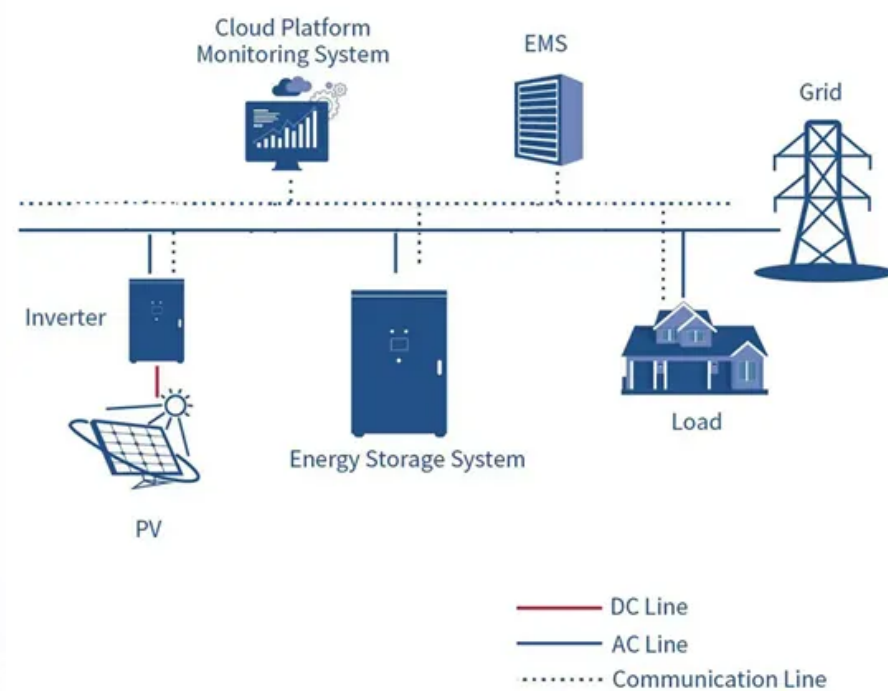 Cloud Platform
Monitoring System
EMS
Grid
Inverter
Load
Energy Storage System
PV
DC Line
AC Line
Communication Line